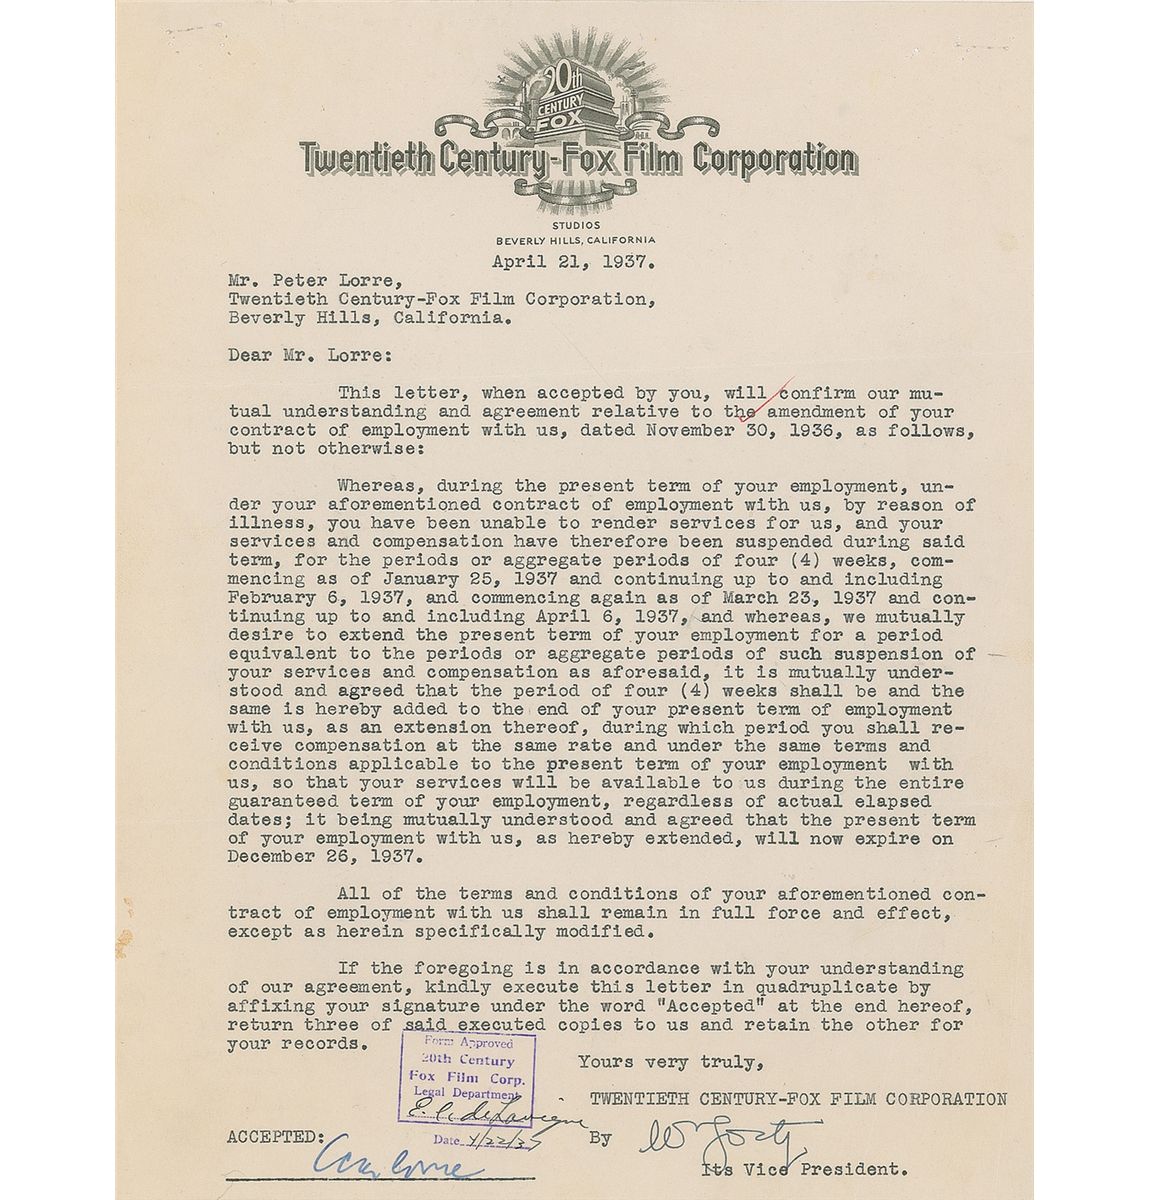 20th
CENTURY
FOX
Twentieth Century-Fox Film Corporation
STUDIOS
BEVERLY HILLS, CALIFORNIA
April 21, 1937.
Mr. Peter Lorre,
Twentieth Century-Fox Film Corporation,
Beverly Hills, California.
Dear Mr. Lorre:
This letter, when accepted by you, will confirm our mu-
tual understanding and agreement relative to the amendment of your
contract of employment with us, dated November 30, 1936, as follows,
but not otherwise:
Whereas, during the present term of your employment, un-
der your aforementioned contract of employment with us, by reason of
illness, you have been unable to render services for us, and your
services and compensation have therefore been suspended during said
term, for the periods or aggregate periods of four (4) weeks, com-
mencing as of January 25, 1937 and continuing up to and including
February 6, 1937, and commencing again as of March 23, 1937 and con-
tinuing up to and including April 6, 1937, and whereas, we mutually
desire to extend the present term of your employment for a period
equivalent to the periods or aggregate periods of such suspension of
your services and compensation as aforesaid, it is mutually under-
stood and agreed that the period of four (4) weeks shall be and the
same is hereby added to the end of your present term of employment
with us, as an extension thereof, during which period you shall re-
ceive compensation at the same rate and under the same terms and
conditions applicable to the present term of your employment with
us, so that your services will be available to us during the entire
guaranteed term of your employment, regardless of actual elapsed
dates; it being mutually understood and agreed that the present term
of your employment with us, as hereby extended, will now expire on
December 26, 1937.
All of the terms and conditions of your aforementioned con-
tract of employment with us shall remain in full force and effect,
except as herein specifically modified.
If the foregoing is in accordance with your understanding
of our agreement, kindly execute this letter in quadruplicate by
affixing your signature under the word "Accepted" at the end hereof,
return three of said executed copies to us and retain the other for
your records.
Form Approved
20th Century
Fox Film Corp.
Legal Department
Date 4/22/37
Yours very truly,
TWENTIETH CENTURY-FOX FILM CORPORATION
By
Its Vice President.
ACCEPTED: